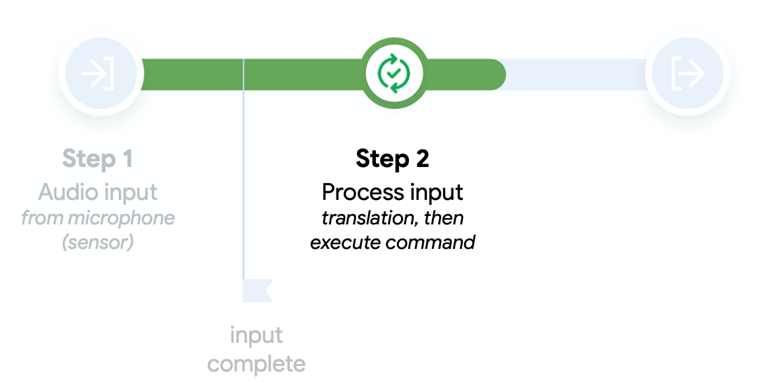 Step 1
Audio input
from microphone
(sensor)
Step 2
Process input
translation, then
execute command
input
complete